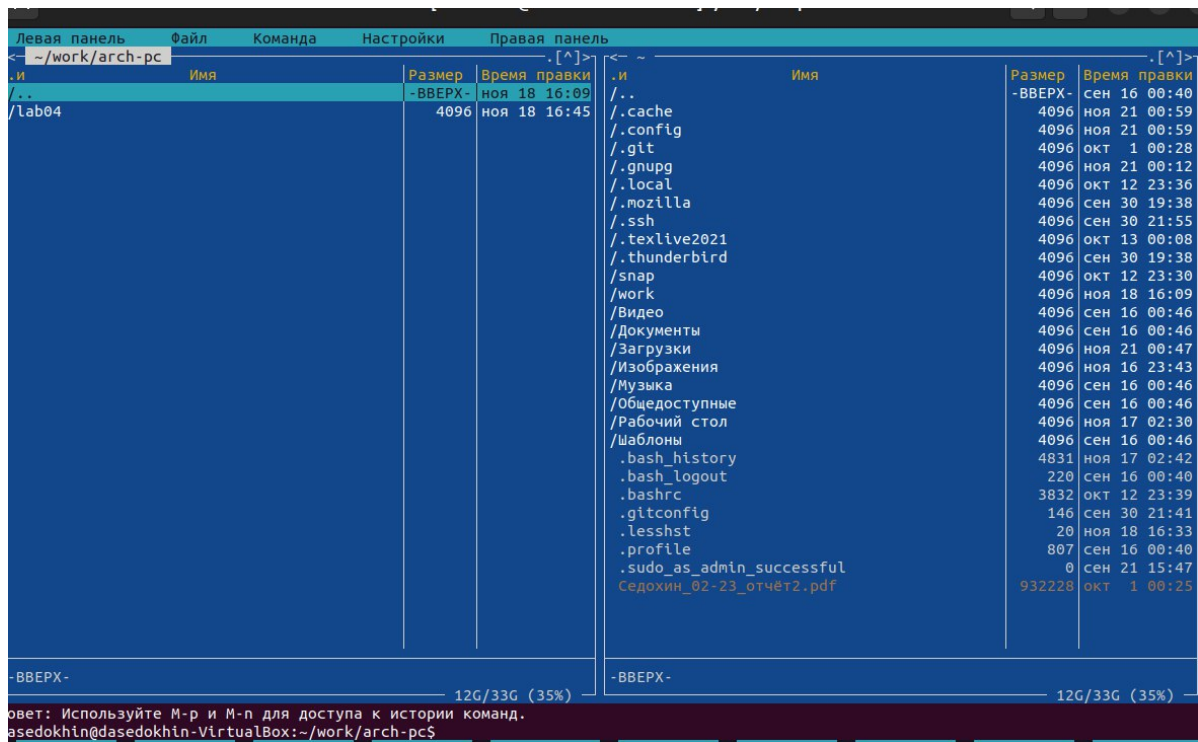 Левая панель Файл Команда Настройки Правая панель
<─ ~/work/arch-pc .[^]>
.и Имя Размер Время правки
/.. -ВВЕРХ- ноя 18 16:09
/lab04 4096 ноя 18 16:45
-ВВЕРХ-
12G/33G (35%)
<─ ~ .[^]>
.и Имя Размер Время правки
/.. -ВВЕРХ- сен 16 00:40
/.cache 4096 ноя 21 00:59
/.config 4096 ноя 21 00:59
/.git 4096 окт 1 00:28
/.gnupg 4096 ноя 21 00:12
/.local 4096 окт 12 23:36
/.mozilla 4096 сен 30 19:38
/.ssh 4096 сен 30 21:55
/.texlive2021 4096 окт 13 00:08
/.thunderbird 4096 сен 30 19:38
/snap 4096 окт 12 23:30
/work 4096 ноя 18 16:09
/Видео 4096 сен 16 00:46
/Документы 4096 сен 16 00:46
/Загрузки 4096 ноя 21 00:47
/Изображения 4096 ноя 16 23:43
/Музыка 4096 сен 16 00:46
/Общедоступные 4096 сен 16 00:46
/Рабочий стол 4096 ноя 17 02:30
/Шаблоны 4096 сен 16 00:46
.bash_history 4831 ноя 17 02:42
.bash_logout 220 сен 16 00:40
.bashrc 3832 окт 12 23:39
.gitconfig 146 сен 30 21:41
.lesshst 20 ноя 18 16:33
.profile 807 сен 16 00:40
.sudo_as_admin_successful 0 сен 21 15:47
Седохин_02-23_отчёт2.pdf 932228 окт 1 00:25
-ВВЕРХ-
12G/33G (35%)
овет: Используйте M-p и M-n для доступа к истории команд.
asedokhin@dasedokhin-VirtualBox:~/work/arch-pc$